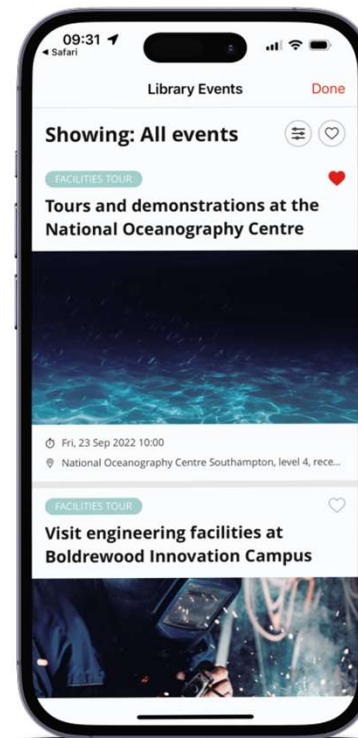 09:31
◀ Safari
Library Events
Done
Showing: All events
FACILITIES TOUR
Tours and demonstrations at the
National Oceanography Centre
Fri, 23 Sep 2022 10:00
National Oceanography Centre Southampton, level 4, rece...
FACILITIES TOUR
Visit engineering facilities at
Boldrewood Innovation Campus